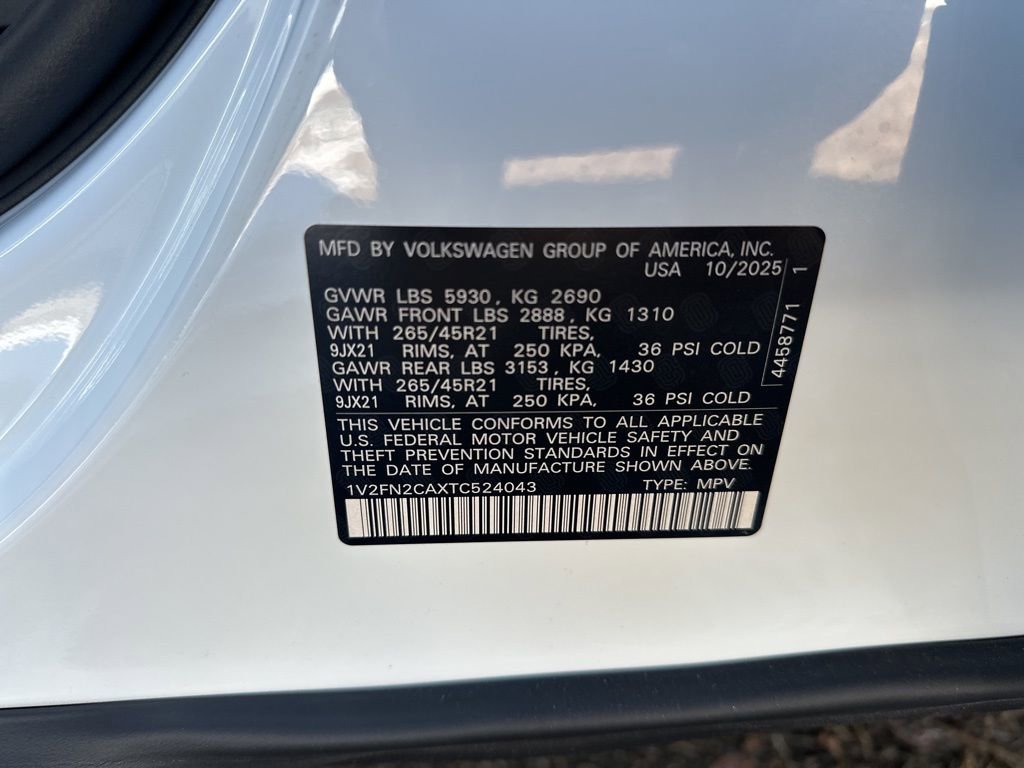 MFD BY VOLKSWAGEN GROUP OF AMERICA, INC.
USA 10/2025
GVWR LBS 5930, KG 2690
GAWR FRONT LBS 2888, KG 1310
WITH 265/45R21 TIRES,
9JX21 RIMS, AT 250 KPA, 36 PSI COLD
GAWR REAR LBS 3153, KG 1430
WITH 265/45R21 TIRES,
9JX21 RIMS, AT 250 KPA, 36 PSI COLD
THIS VEHICLE CONFORMS TO ALL APPLICABLE
U.S. FEDERAL MOTOR VEHICLE SAFETY AND
THEFT PREVENTION STANDARDS IN EFFECT ON
THE DATE OF MANUFACTURE SHOWN ABOVE.
1V2FN2CAXTC524043 TYPE: MPV
4458771 1